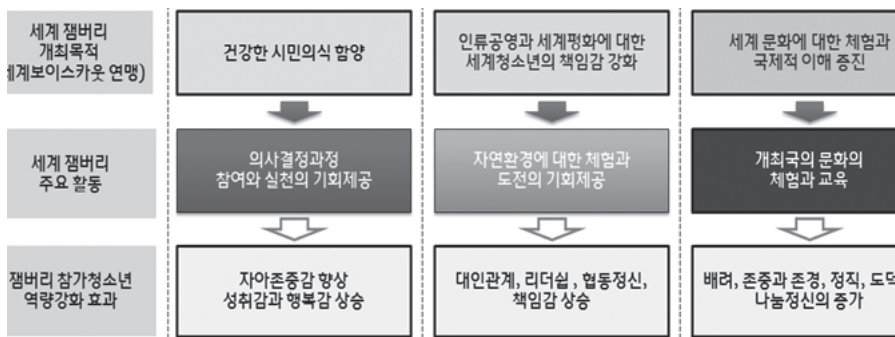 세계 잼버리
개최목적
세계보이스카웃 연맹)
건강한 시민의식 함양
인류공영과 세계평화에 대한
세계청소년의 책임감 강화
세계 문화에 대한 체험과
국제적 이해 증진
세계 잼버리
주요 활동
의사결정과정
참여와 실천의 기회제공
자연환경에 대한 체험과
도전의 기회제공
개최국의 문화의
체험과 교육
잼버리 참가청소년
역량강화 효과
자아존중감 향상
성취감과 행복감 상승
대인관계, 리더쉽 , 협동정신,
책임감 상승
배려, 존중과 존경, 정직, 도덕
나눔정신의 증가